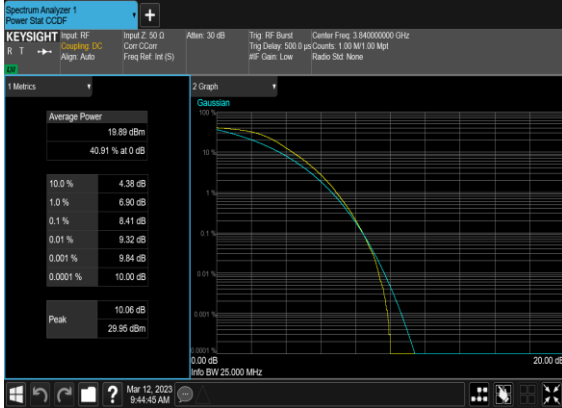 Spectrum Analyzer 1
Power Stat CCDF
+
KEYSIGHT
R T
LXI
Input: RF
Coupling: DC
Align: Auto
Input Z: 50 Ω
Corr CCorr
Freq Ref: Int (S)
Atten: 30 dB
Trig: RF Burst
Trig Delay: 500.0 µs
#IF Gain: Low
Center Freq: 3.840000000 GHz
Counts: 1.00 M/1.00 Mpt
Radio Std: None
1 Metrics
Average Power
19.89 dBm
40.91 % at 0 dB
10.0 % 4.38 dB
1.0 % 6.90 dB
0.1 % 8.41 dB
0.01 % 9.32 dB
0.001 % 9.84 dB
0.0001 % 10.00 dB
Peak
10.06 dB
29.95 dBm
2 Graph
Gaussian
100 %
10 %
1 %
0.1 %
0.01 %
0.001 %
0.0001 %
0.00 dB
20.00 dB
Info BW 25.000 MHz
?
Mar 12, 2023
9:44:45 AM